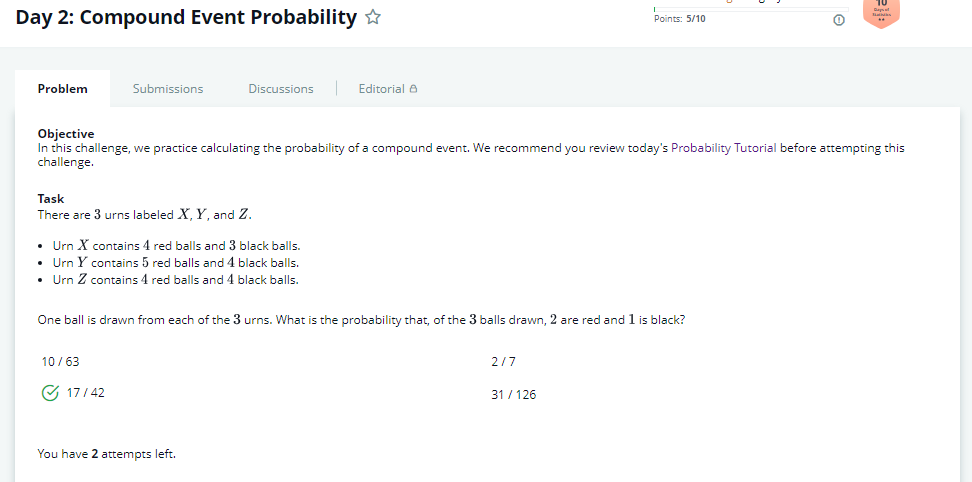 Day 2: Compound Event Probability
Points: 5/10
10
Days of
Statistics
Problem
Submissions
Discussions
Editorial
Objective
In this challenge, we practice calculating the probability of a compound event. We recommend you review today's Probability Tutorial before attempting this
challenge.
Task
There are 3 urns labeled X, Y, and Z.
• Urn X contains 4 red balls and 3 black balls.
• Urn Y contains 5 red balls and 4 black balls.
• Urn Z contains 4 red balls and 4 black balls.
One ball is drawn from each of the 3 urns. What is the probability that, of the 3 balls drawn, 2 are red and 1 is black?
10 / 63
2 / 7
17 / 42
31 / 126
You have 2 attempts left.